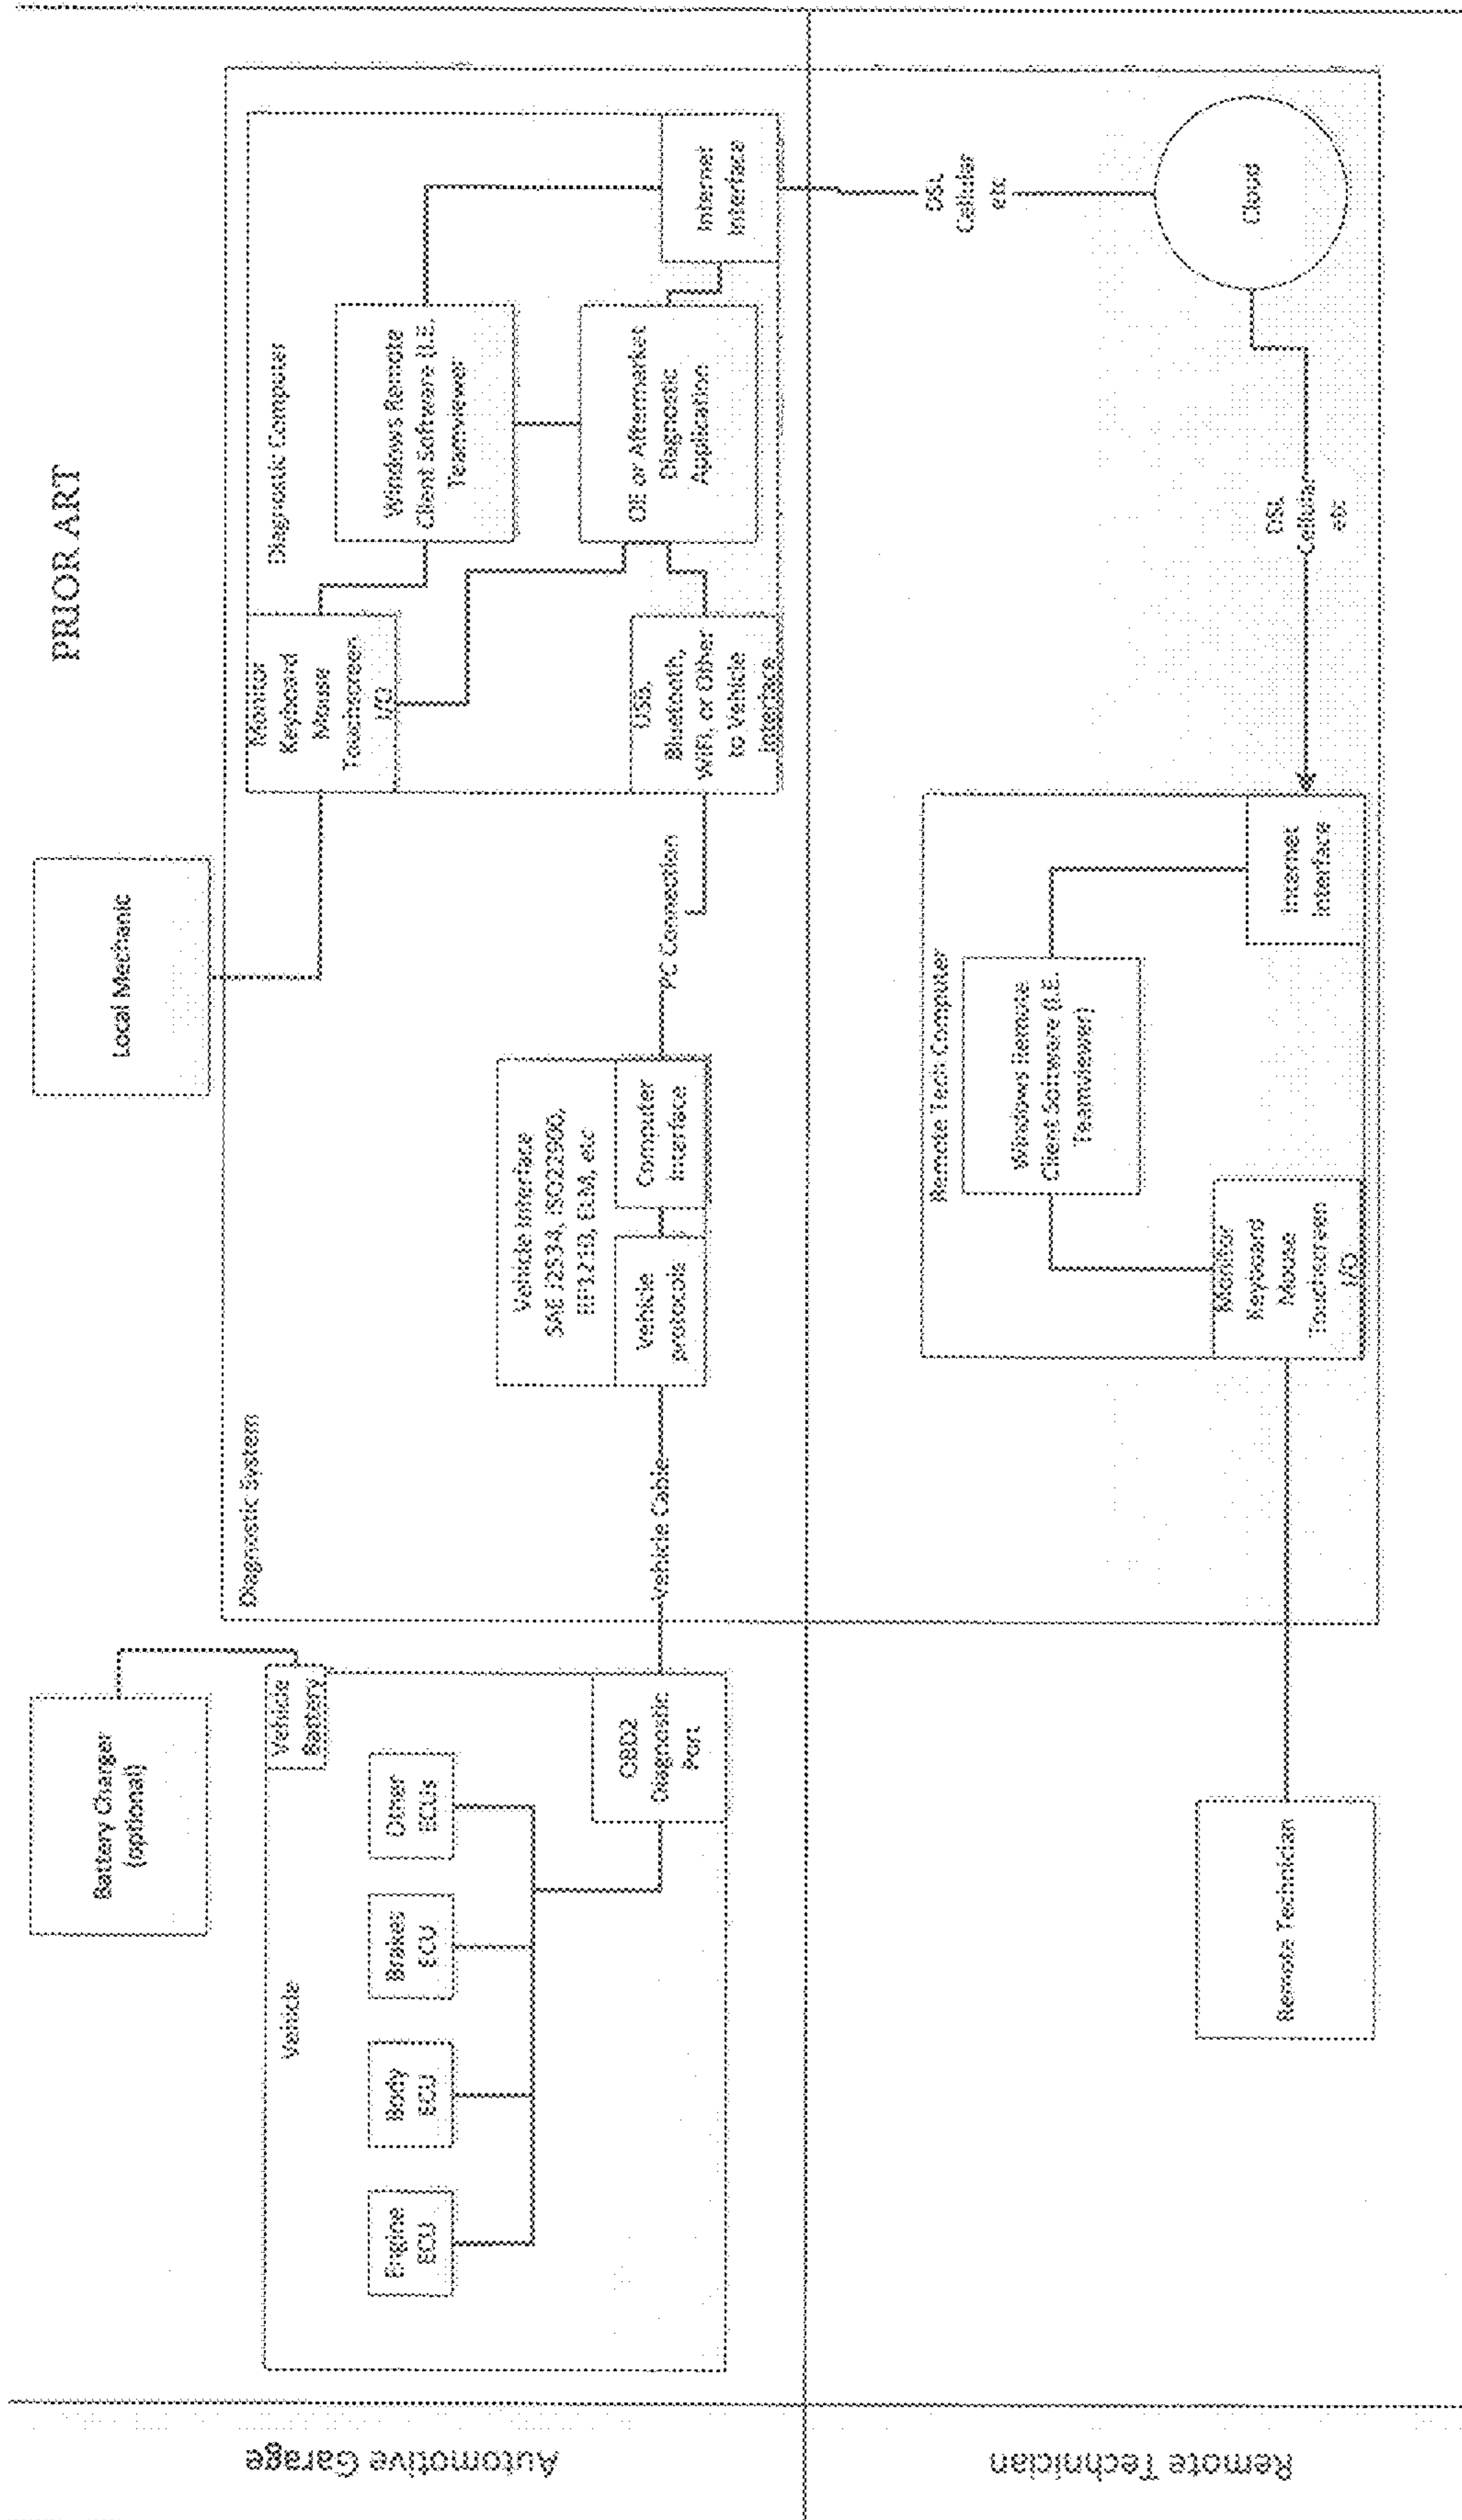 PRIOR ART
Automotive Garage
Battery Charger
(optional)
Vehicle
Vehicle
Battery
Engine
ECU
Body
ECU
Brakes
ECU
Other
ECUs
OBD2
Diagnostic
Port
Diagnostic System
Vehicle Cable
Vehicle Interface
SAE J2534, ISO22900,
RP1210, ELM, etc
Vehicle
protocols
Computer
Interface
PC Connection
Local Mechanic
Diagnostic Computer
Monitor
Keyboard
Mouse
Touchscreen
I/O
USB,
Bluetooth,
WiFi, or Other
to Vehicle
Interface
Windows Remote
Client Software (I.E.
Teamviewer
OE or Aftermarket
Diagnostic
Application
Internet
Interface
DSL
Cellular
etc
Remote Technician
Remote Technician
Remote Tech Computer
Monitor
Keyboard
Mouse
Touchscreen
I/O
Windows Remote
Client Software (I.E.
Teamviewer)
Internet
Interface
DSL
Cellular
etc
Cloud